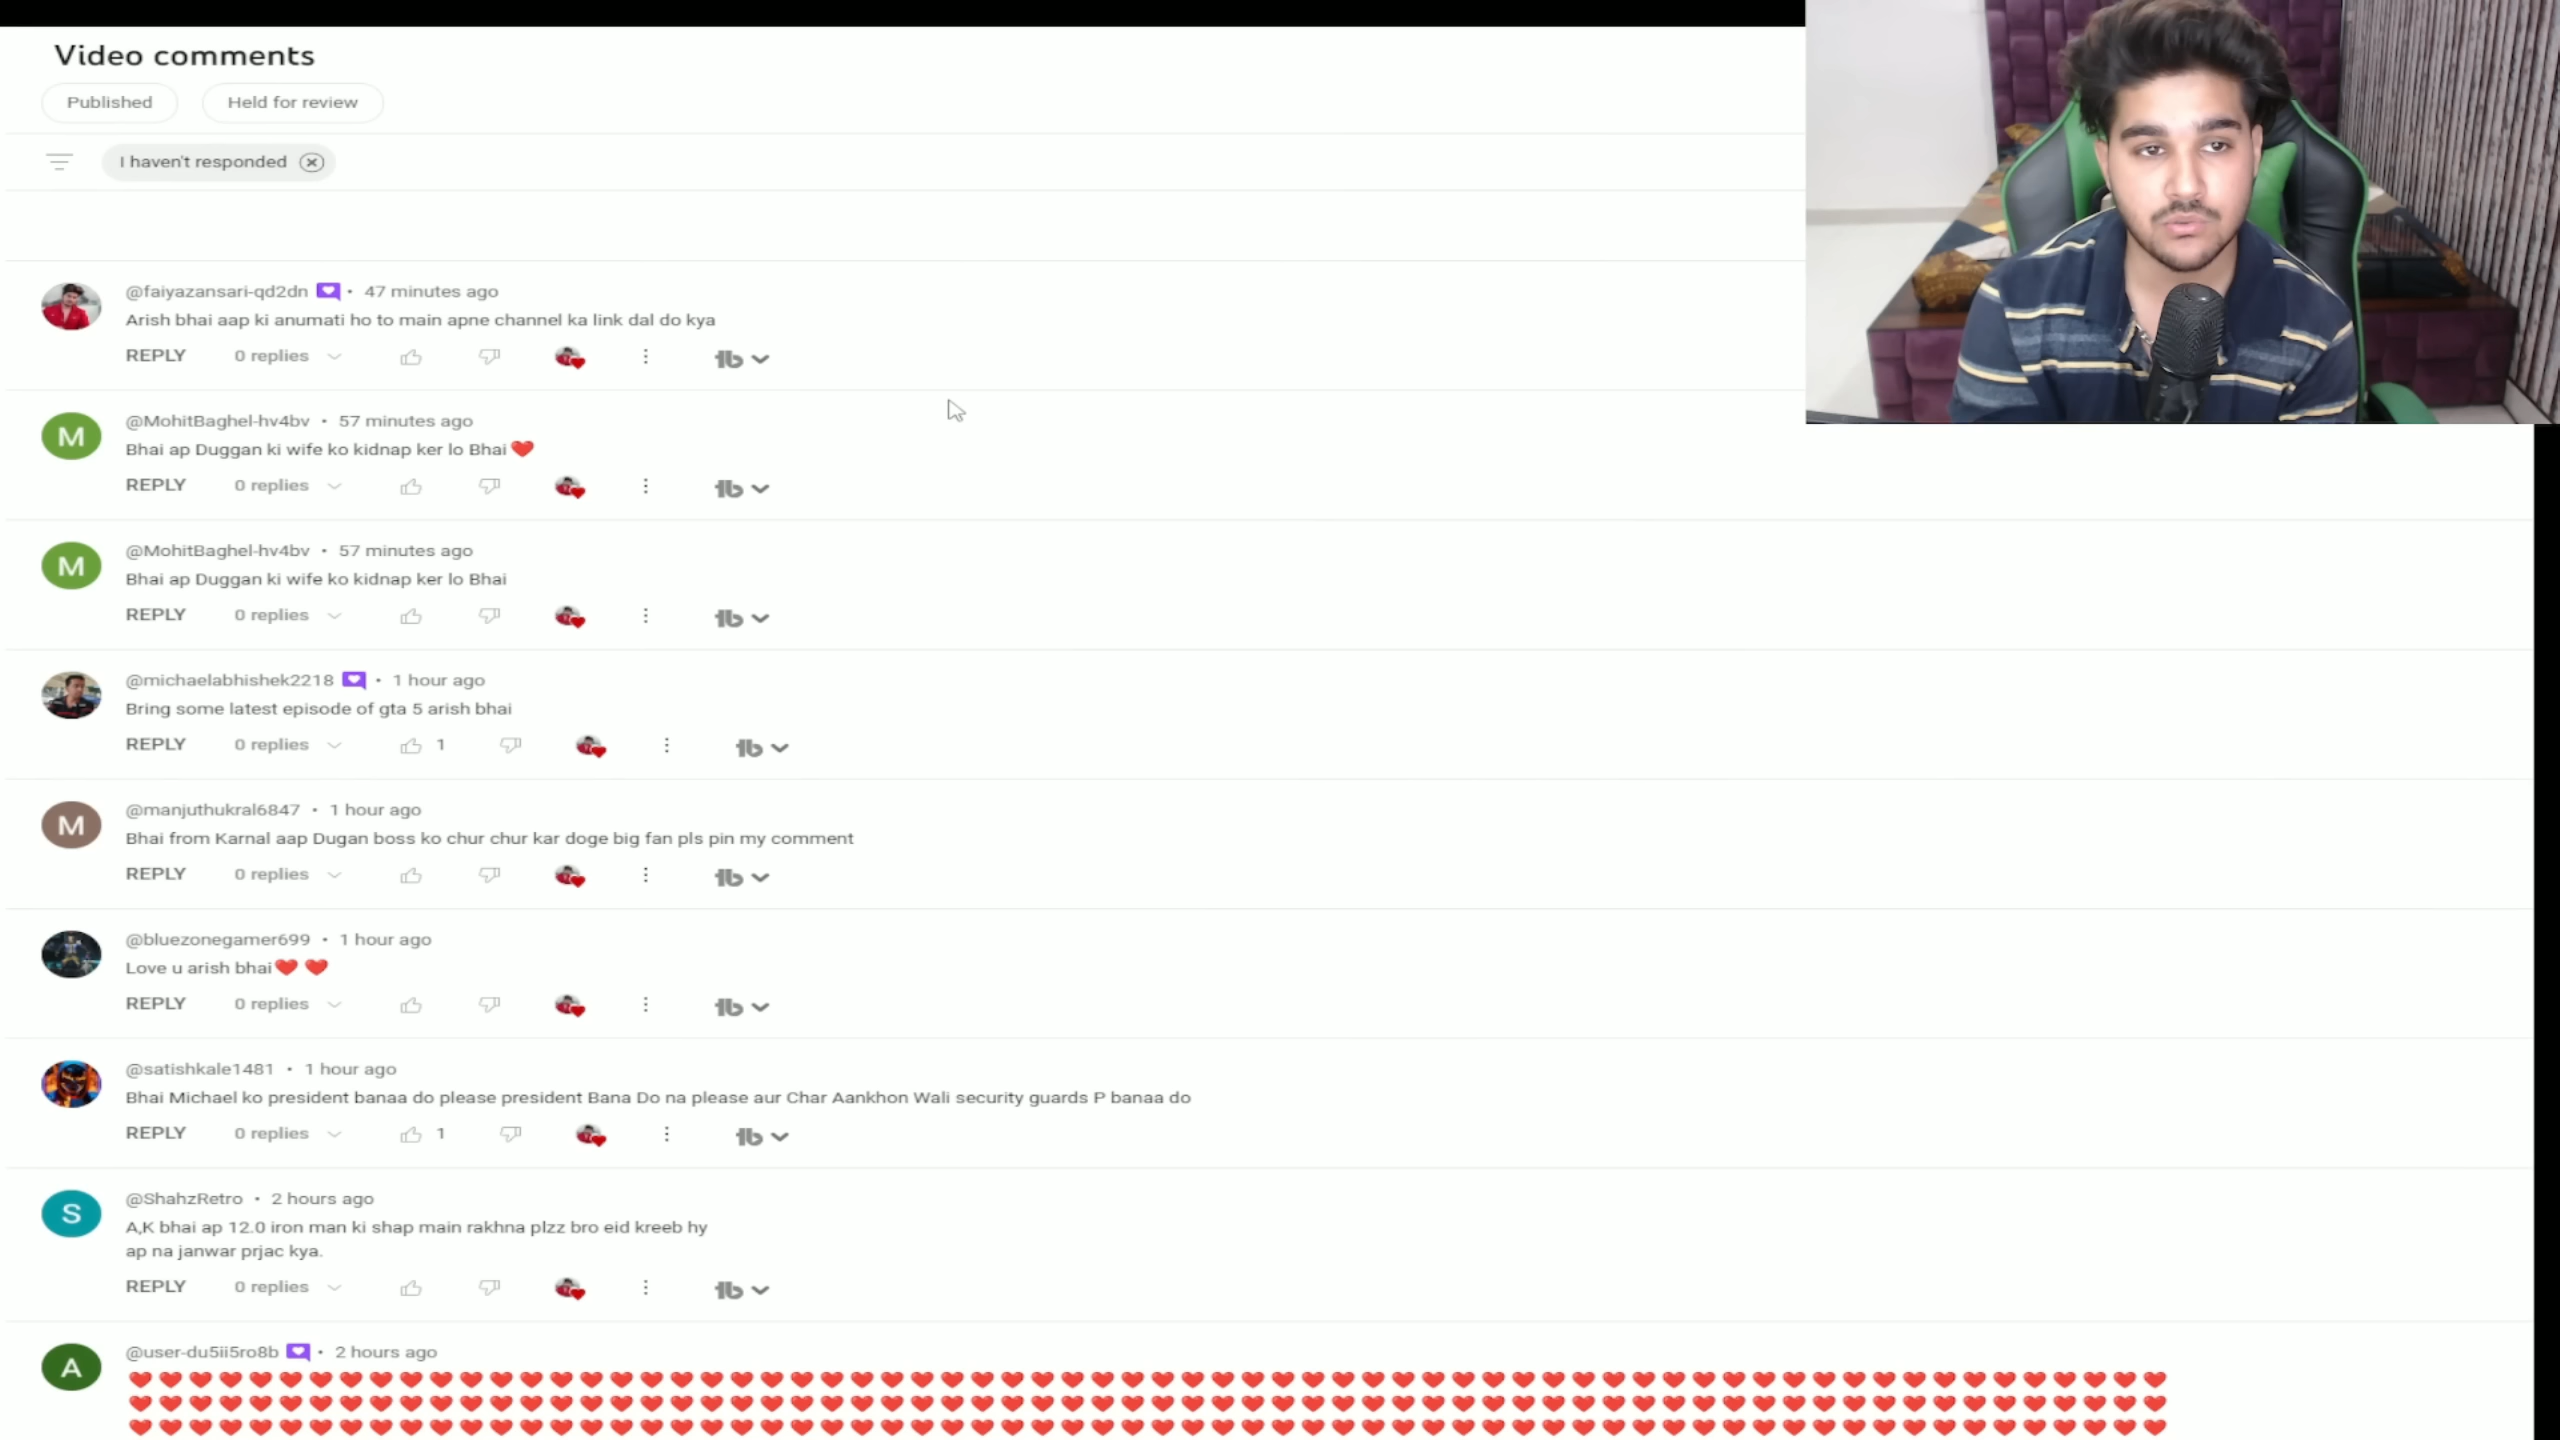 Video comments
Published
Held for review
I haven't responded
@faiyazansari-qd2dn • 47 minutes ago
Arish bhai aap ki anumati ho to main apne channel ka link dal do kya
REPLY 0 replies
@MohitBaghel-hv4bv • 57 minutes ago
Bhai ap Duggan ki wife ko kidnap ker lo Bhai❤️
REPLY 0 replies
@MohitBaghel-hv4bv • 57 minutes ago
Bhai ap Duggan ki wife ko kidnap ker lo Bhai
REPLY 0 replies
@michaelabhishek2218 • 1 hour ago
Bring some latest episode of gta 5 arish bhai
REPLY 0 replies 1
M
@manjuthukral6847 • 1 hour ago
Bhai from Karnal aap Dugan boss ko chur chur kar doge big fan pls pin my comment
REPLY 0 replies
@bluezonegamer699 • 1 hour ago
Love u arish bhai❤️ ❤️
REPLY 0 replies
@satishkale1481 • 1 hour ago
Bhai Michael ko president banaa do please president Bana Do na please aur Char Aankhon Wali security guards P banaa do
REPLY 0 replies 1
S
@ShahzRetro • 2 hours ago
A,K bhai ap 12.0 iron man ki shap main rakhna plzz bro eid kreeb hy
ap na janwar prjac kya.
REPLY 0 replies
A
@user-du5ii5ro8b • 2 hours ago